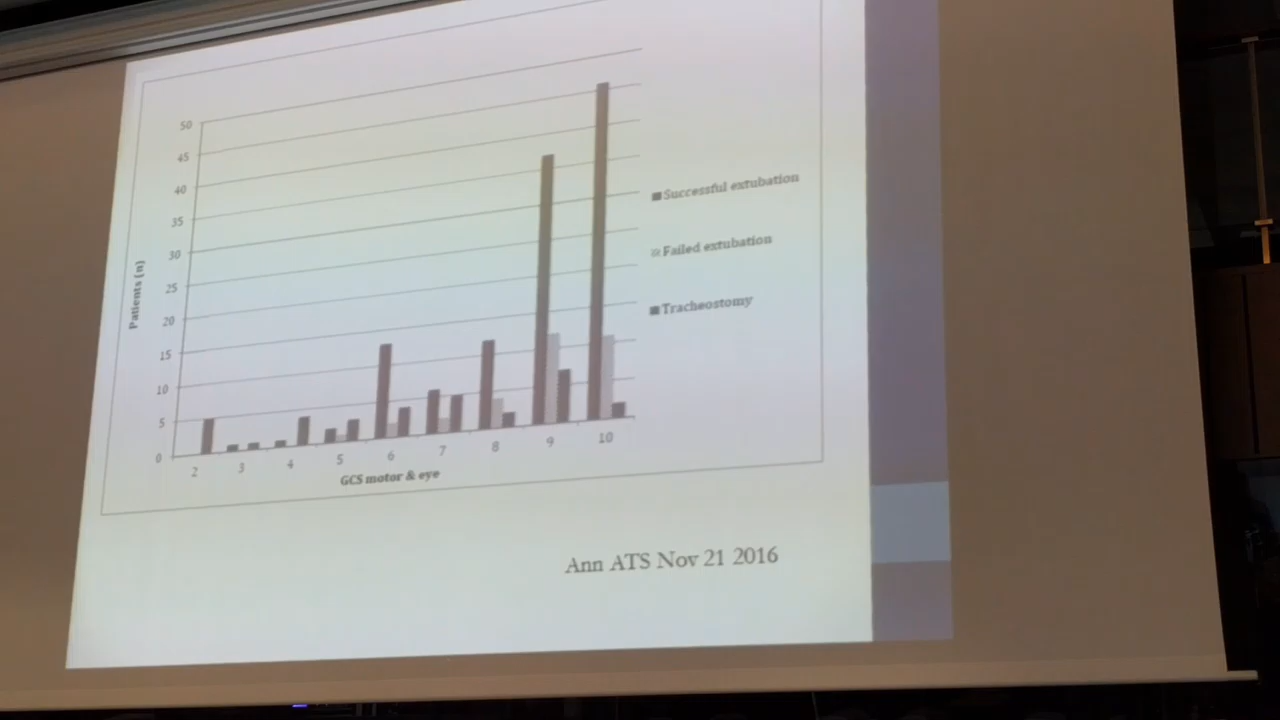 50
45
40
35
30
25
20
15
10
5
0
Patients (n)
2 3 4 5 6 7 8 9 10
GCS motor & eye
Successful extubation
Failed extubation
Tracheostomy
Ann ATS Nov 21 2016